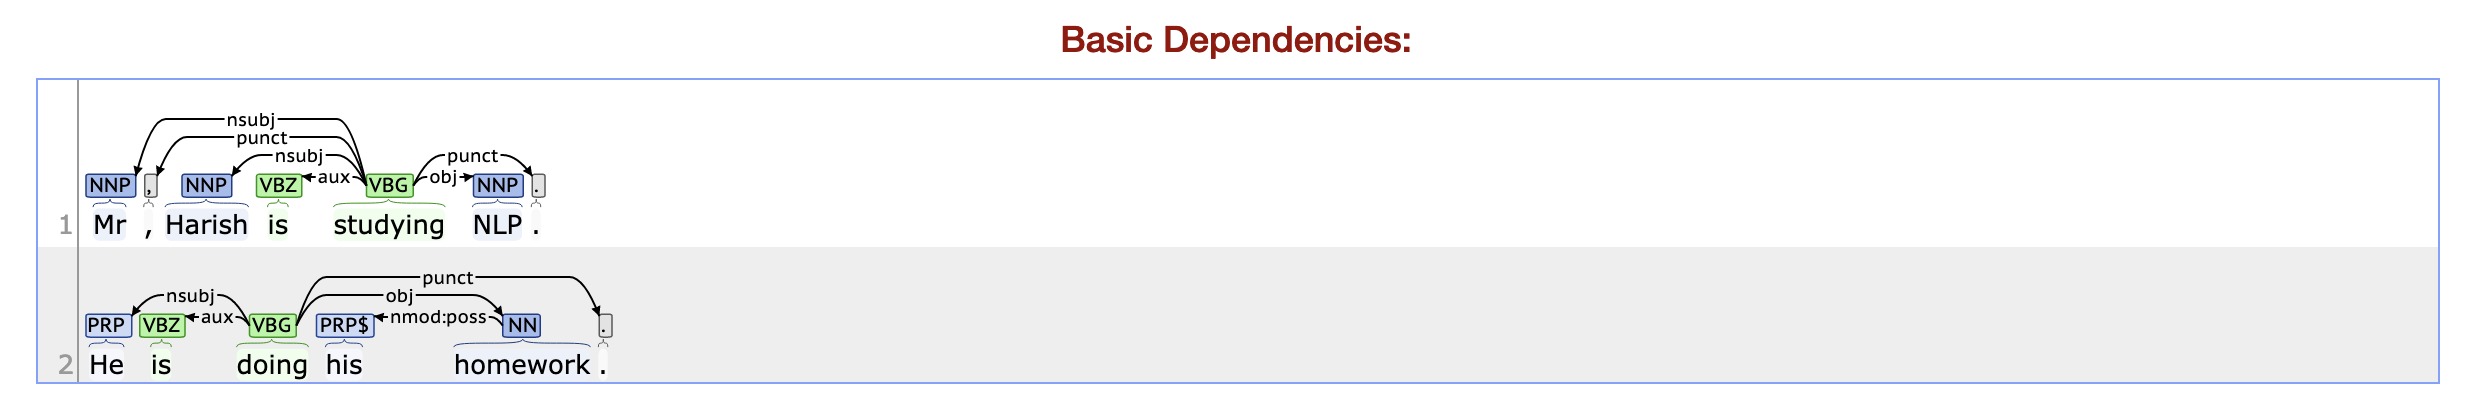 Basic Dependencies:
nsubj
punct
nsubj punct
aux obj
NNP , NNP VBZ VBG NNP .
1 Mr , Harish is studying NLP .
punct
nsubj obj
aux nmod:poss
PRP VBZ VBG PRP$ NN .
2 He is doing his homework .